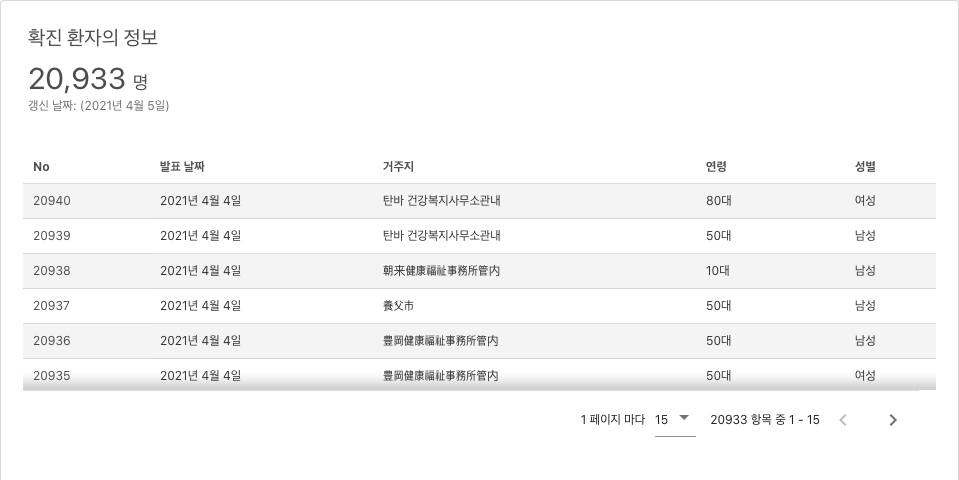 확진 환자의 정보
20,933 명
갱신 날짜: (2021년 4월 5일)
No 발표 날짜 거주지 연령 성별
20940 2021년 4월 4일 탄바 건강복지사무소관내 80대 여성
20939 2021년 4월 4일 탄바 건강복지사무소관내 50대 남성
20938 2021년 4월 4일 朝来健康福祉事務所管内 10대 남성
20937 2021년 4월 4일 養父市 50대 남성
20936 2021년 4월 4일 豊岡健康福祉事務所管内 50대 남성
20935 2021년 4월 4일 豊岡健康福祉事務所管内 50대 여성
1 페이지 마다 15 20933 항목 중 1 - 15